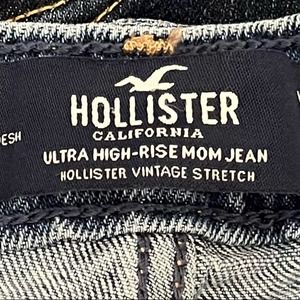 HOLLISTER
CALIFORNIA
ULTRA HIGH-RISE MOM JEAN
HOLLISTER VINTAGE STRETCH